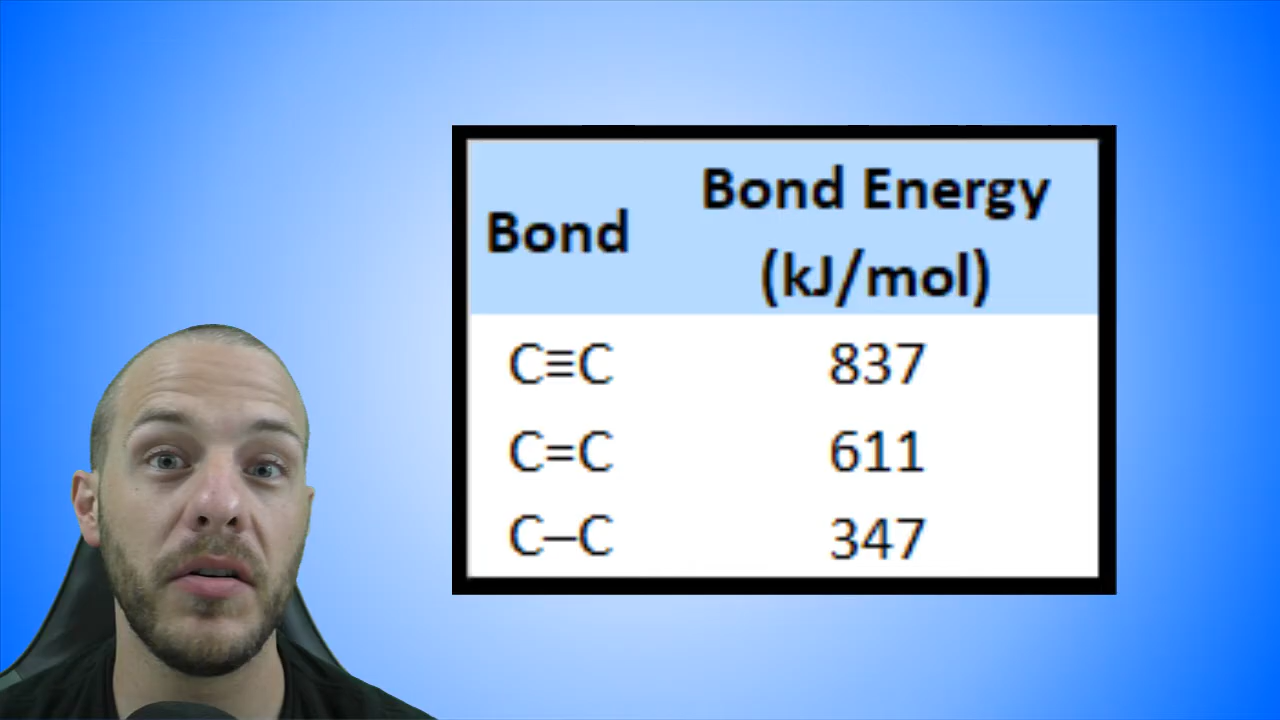 Bond Bond Energy (kJ/mol)
C≡C 837
C=C 611
C–C 347